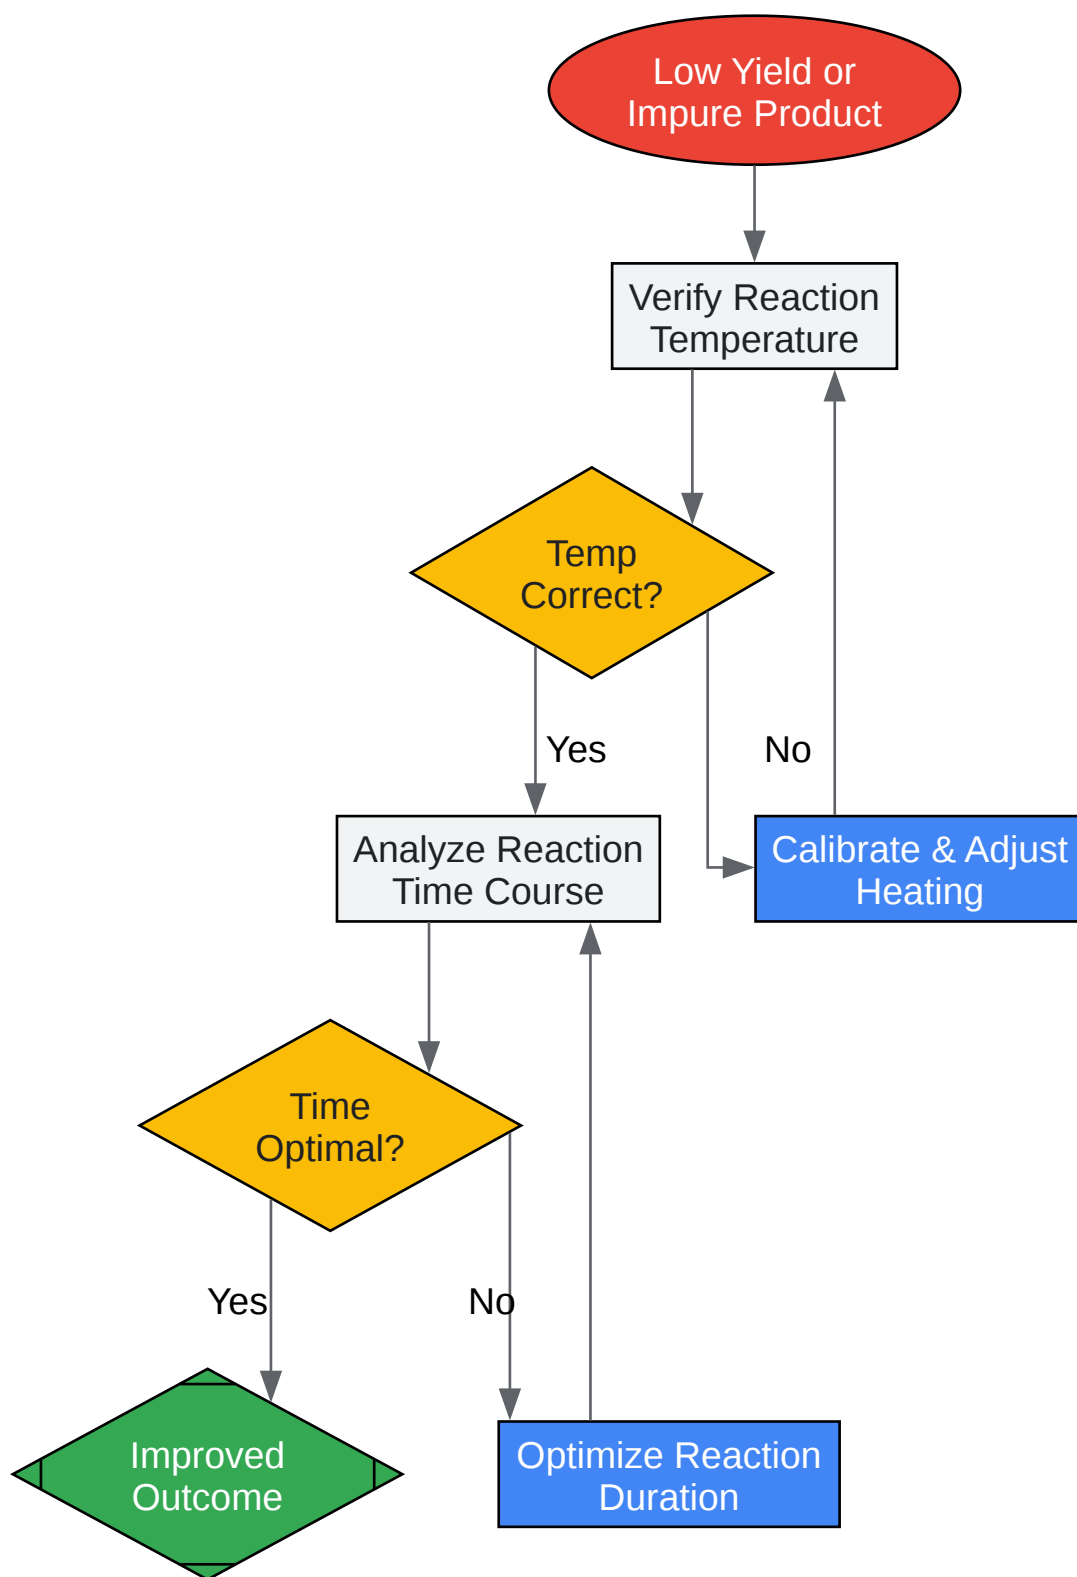 Low Yield or
Impure Product
Verify Reaction
Temperature
Temp
Correct?
Yes
No
Analyze Reaction
Time Course
Calibrate & Adjust
Heating
Time
Optimal?
Yes
No
Improved
Outcome
Optimize Reaction
Duration